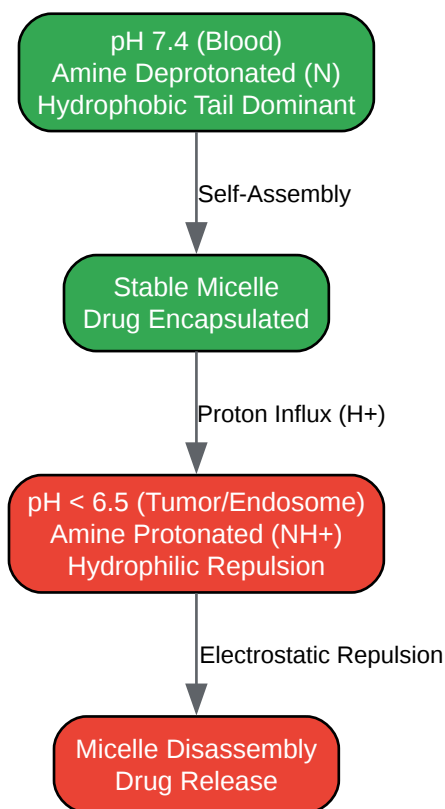 pH 7.4 (Blood)
Amine Deprotonated (N)
Hydrophobic Tail Dominant
Self-Assembly
Stable Micelle
Drug Encapsulated
Proton Influx (H+)
pH < 6.5 (Tumor/Endosome)
Amine Protonated (NH+)
Hydrophilic Repulsion
Electrostatic Repulsion
Micelle Disassembly
Drug Release